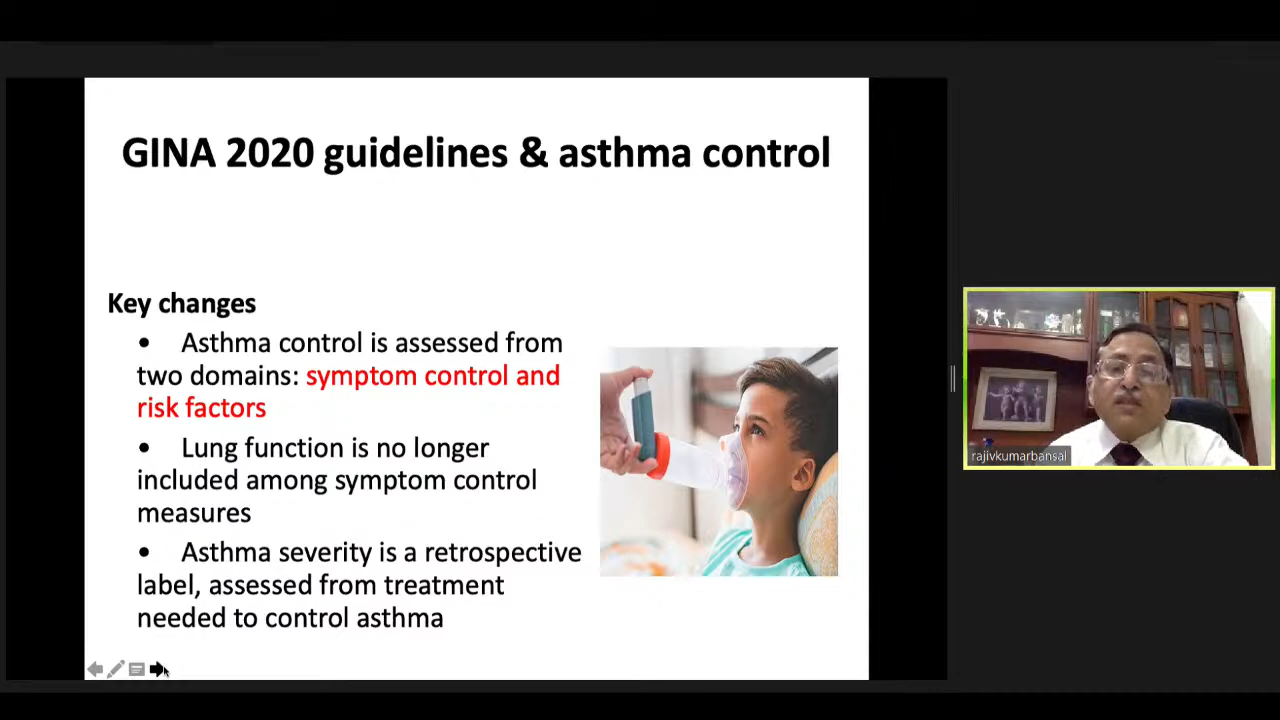 GINA 2020 guidelines & asthma control
Key changes
• Asthma control is assessed from
two domains: symptom control and
risk factors
• Lung function is no longer
included among symptom control
measures
• Asthma severity is a retrospective
label, assessed from treatment
needed to control asthma
rajivkumarbansal